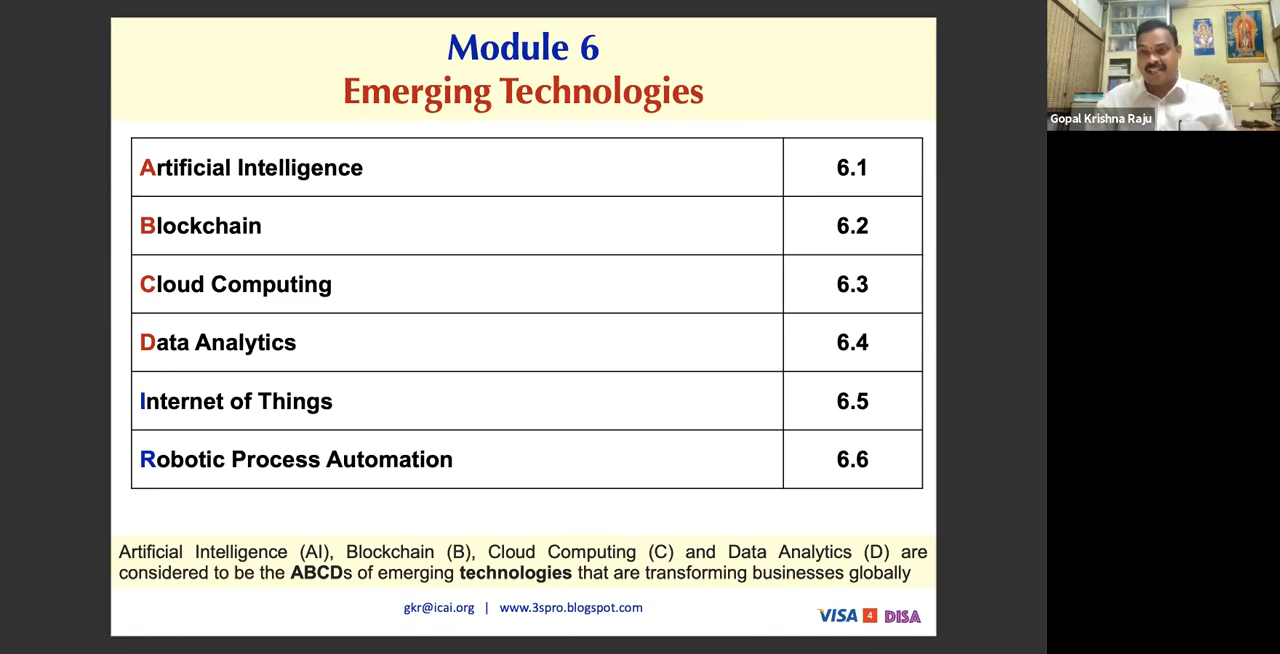 Module 6
Emerging Technologies
Artificial Intelligence 6.1
Blockchain 6.2
Cloud Computing 6.3
Data Analytics 6.4
Internet of Things 6.5
Robotic Process Automation 6.6
Artificial Intelligence (AI), Blockchain (B), Cloud Computing (C) and Data Analytics (D) are
considered to be the ABCDs of emerging technologies that are transforming businesses globally
gkr@icai.org | www.3spro.blogspot.com
VISA 4 DISA
Gopal Krishna Raju